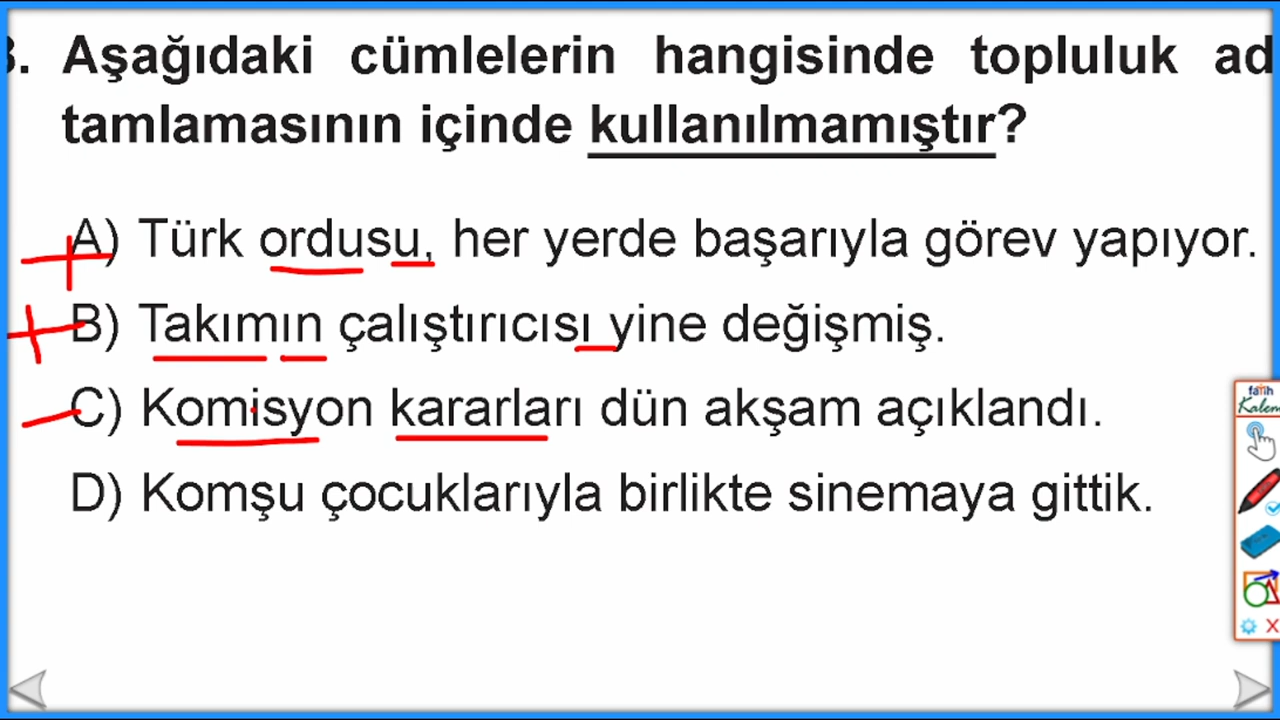 3. Aşağıdaki cümlelerin hangisinde topluluk ad
tamlamasının içinde kullanılmamıştır?
A) Türk ordusu, her yerde başarıyla görev yapıyor.
B) Takımın çalıştırıcısı yine değişmiş.
C) Komisyon kararları dün akşam açıklandı.
D) Komşu çocuklarıyla birlikte sinemaya gittik.
fatih
Kalem